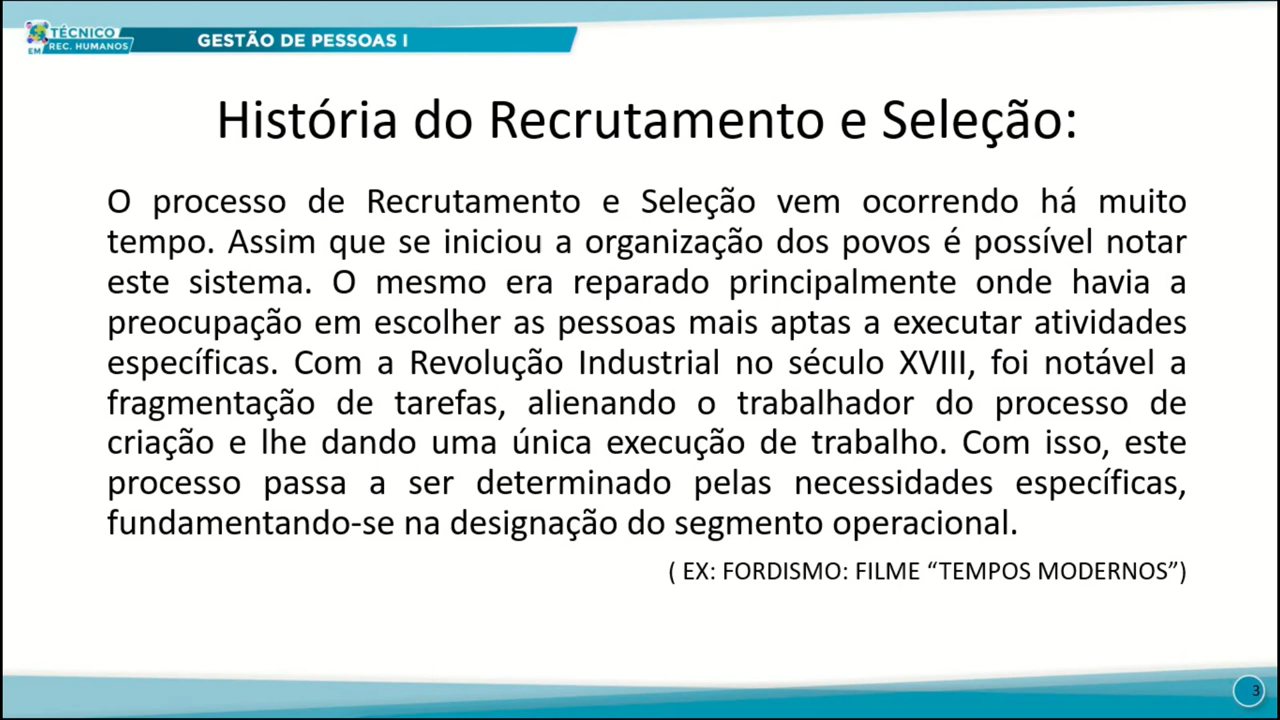 TÉCNICO
EM REC. HUMANOS
GESTÃO DE PESSOAS I
História do Recrutamento e Seleção:
O processo de Recrutamento e Seleção vem ocorrendo há muito
tempo. Assim que se iniciou a organização dos povos é possível notar
este sistema. O mesmo era reparado principalmente onde havia a
preocupação em escolher as pessoas mais aptas a executar atividades
específicas. Com a Revolução Industrial no século XVIII, foi notável a
fragmentação de tarefas, alienando o trabalhador do processo de
criação e lhe dando uma única execução de trabalho. Com isso, este
processo passa a ser determinado pelas necessidades específicas,
fundamentando-se na designação do segmento operacional.
( EX: FORDISMO: FILME “TEMPOS MODERNOS”)
3